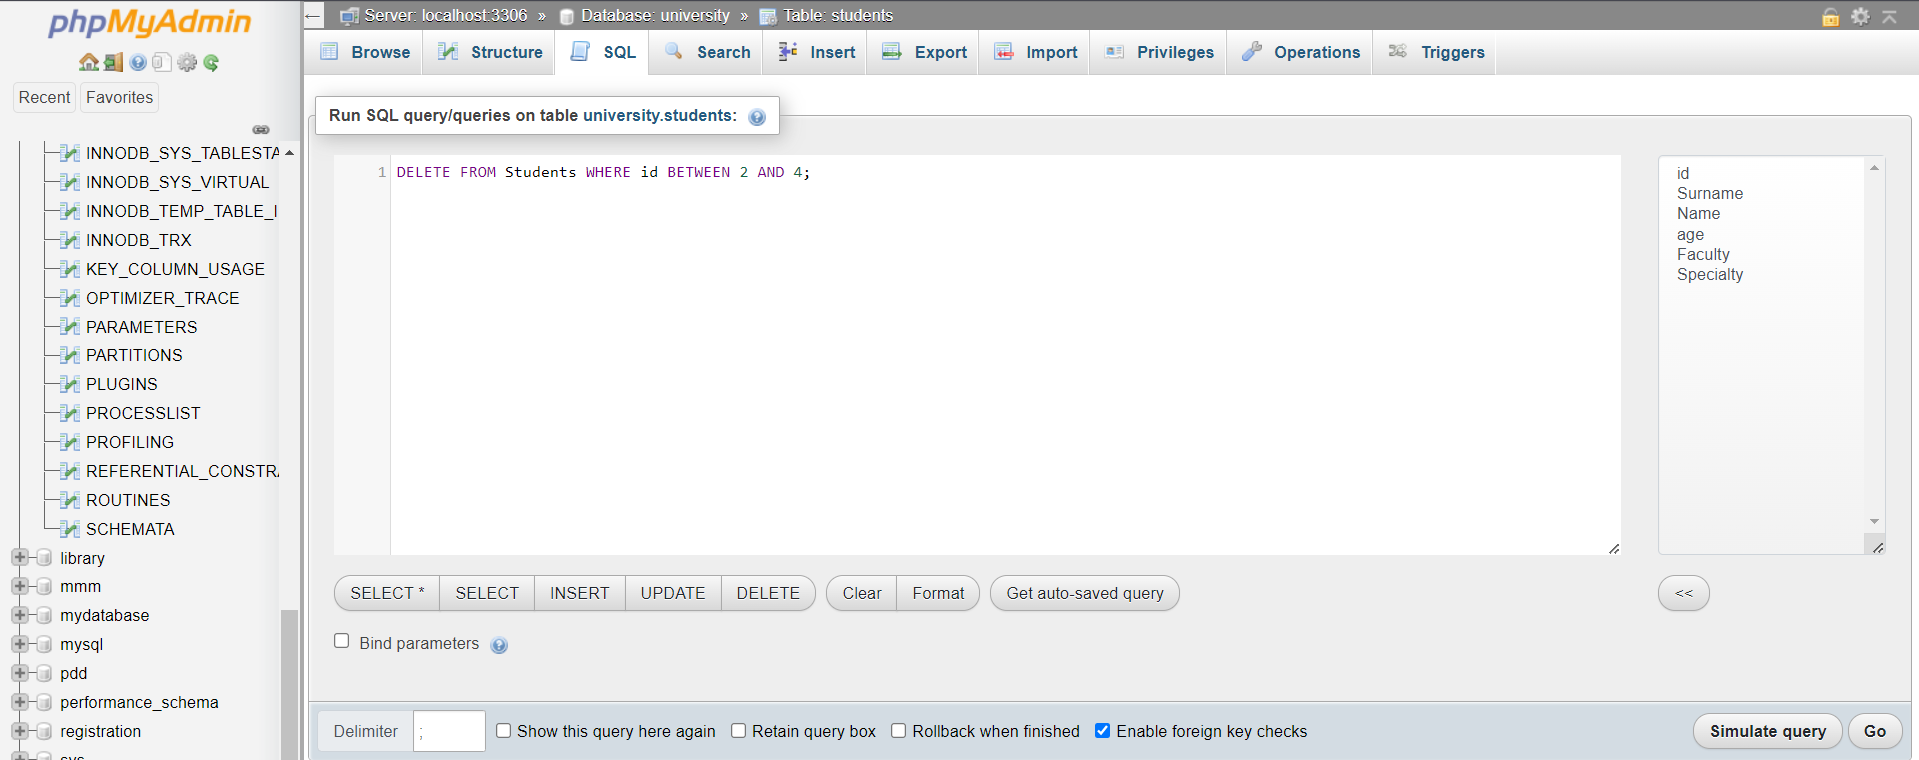 phpMyAdmin
Recent Favorites
INNODB_SYS_TABLESTA
INNODB_SYS_VIRTUAL
INNODB_TEMP_TABLE_I
INNODB_TRX
KEY_COLUMN_USAGE
OPTIMIZER_TRACE
PARAMETERS
PARTITIONS
PLUGINS
PROCESSLIST
PROFILING
REFERENTIAL_CONSTRA
ROUTINES
SCHEMATA
library
mmm
mydatabase
mysql
pdd
performance_schema
registration
sys
Server: localhost:3306 » Database: university » Table: students
Browse Structure SQL Search Insert Export Import Privileges Operations Triggers
Run SQL query/queries on table university.students:
1 DELETE FROM Students WHERE id BETWEEN 2 AND 4;
id
Surname
Name
age
Faculty
Specialty
SELECT * SELECT INSERT UPDATE DELETE Clear Format Get auto-saved query <<
Bind parameters
Delimiter ; Show this query here again Retain query box Rollback when finished Enable foreign key checks Simulate query Go